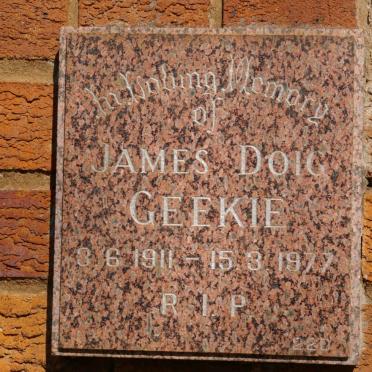 In Loving Memory
of
JAMES DOIG
GEEKIE
3.6.1911 - 15.3.1977
R I P